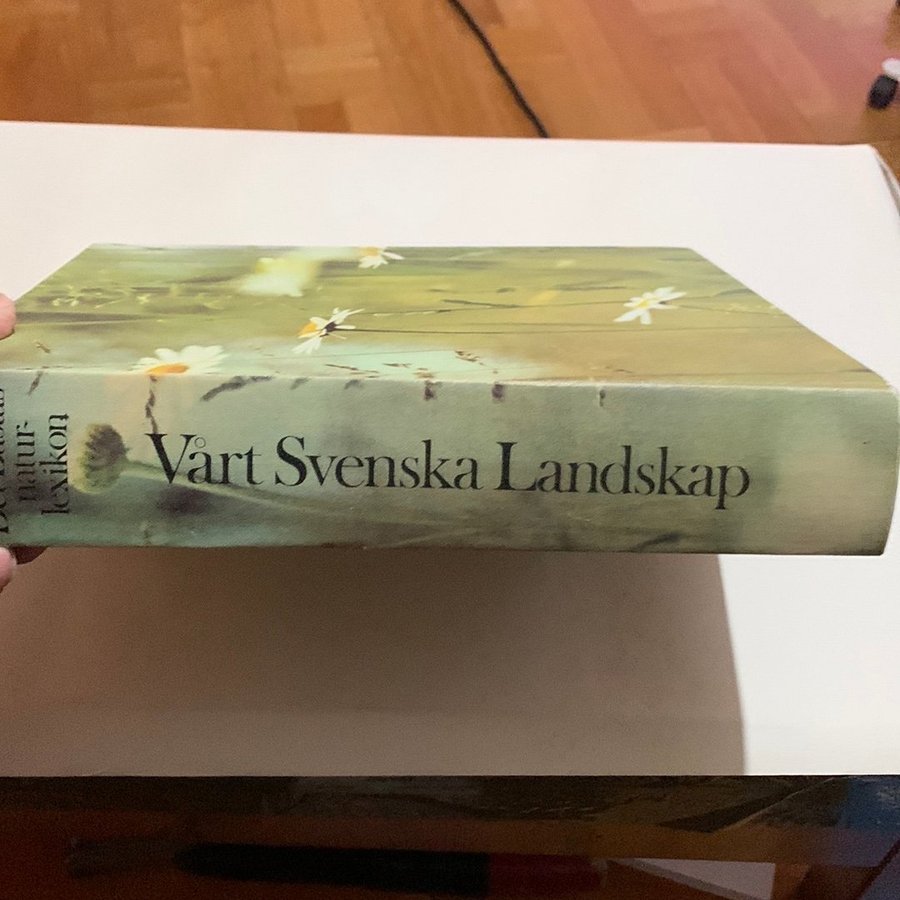 natur-
lexikon
Vårt Svenska Landskap